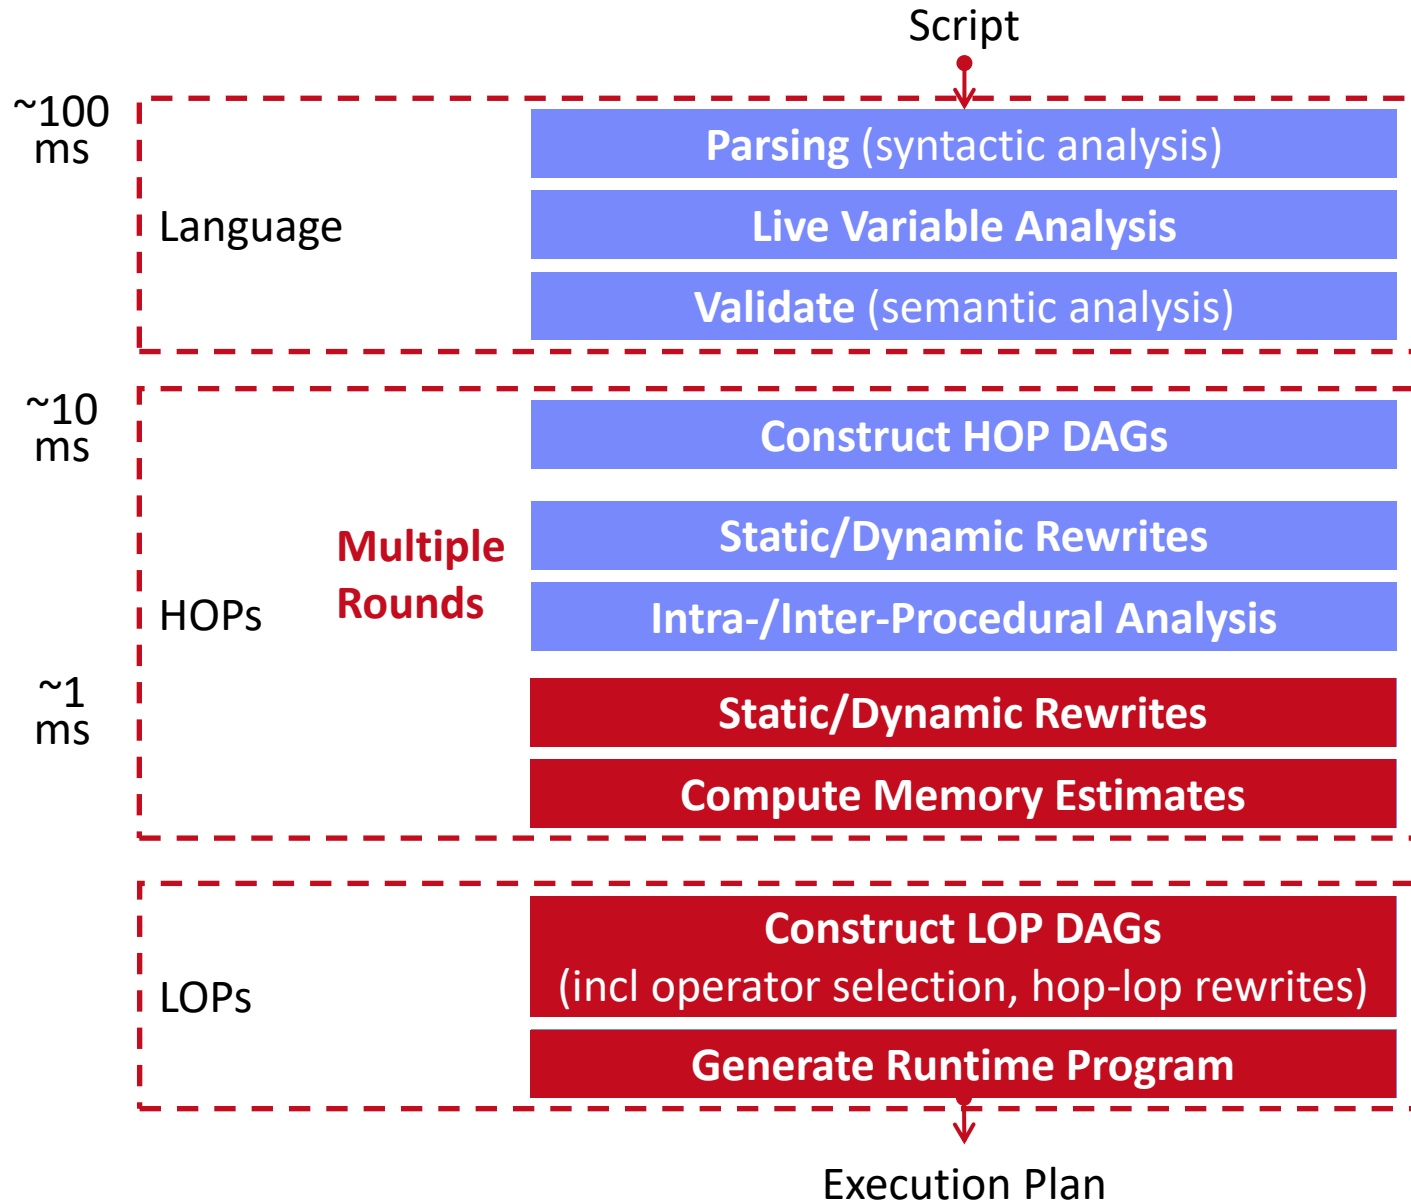 Script
~100
ms
Parsing (syntactic analysis)
Language
Live Variable Analysis
Validate (semantic analysis)
~10
ms
Construct HOP DAGs
Multiple
Rounds
Static/Dynamic Rewrites
HOPs
Intra-/Inter-Procedural Analysis
~1
ms
Static/Dynamic Rewrites
Compute Memory Estimates
LOPs
Construct LOP DAGs
(incl operator selection, hop-lop rewrites)
Generate Runtime Program
Execution Plan